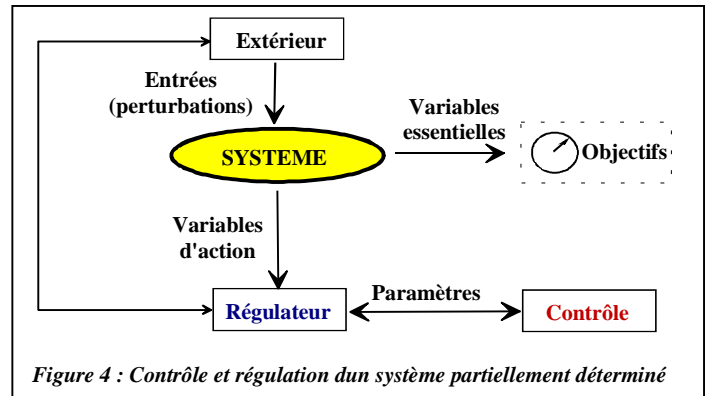 Extérieur
Entrées
(perturbations)
Variables
essentielles
SYSTEME
Objectifs
Variables
d'action
Régulateur
Paramètres
Contrôle
Figure 4 : Contrôle et régulation dun système partiellement déterminé